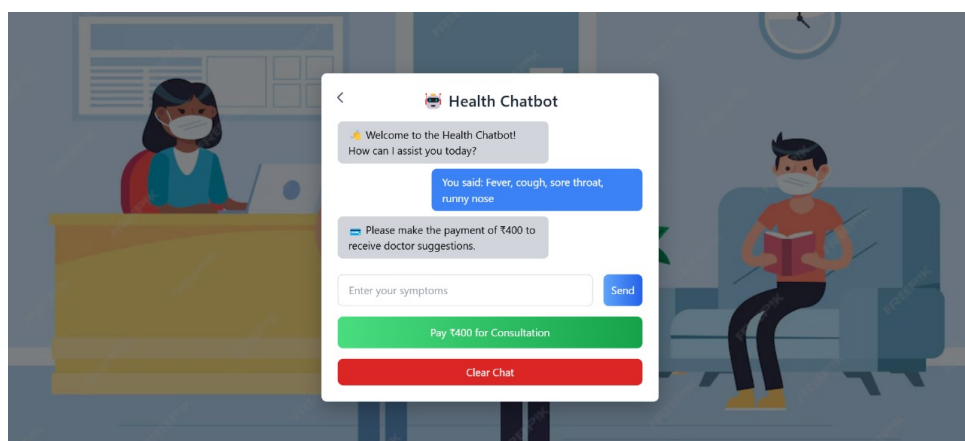 Health Chatbot
Welcome to the Health Chatbot!
How can I assist you today?
You said: Fever, cough, sore throat,
runny nose
Please make the payment of ₹400 to
receive doctor suggestions.
Enter your symptoms
Send
Pay ₹400 for Consultation
Clear Chat
FREEPIK